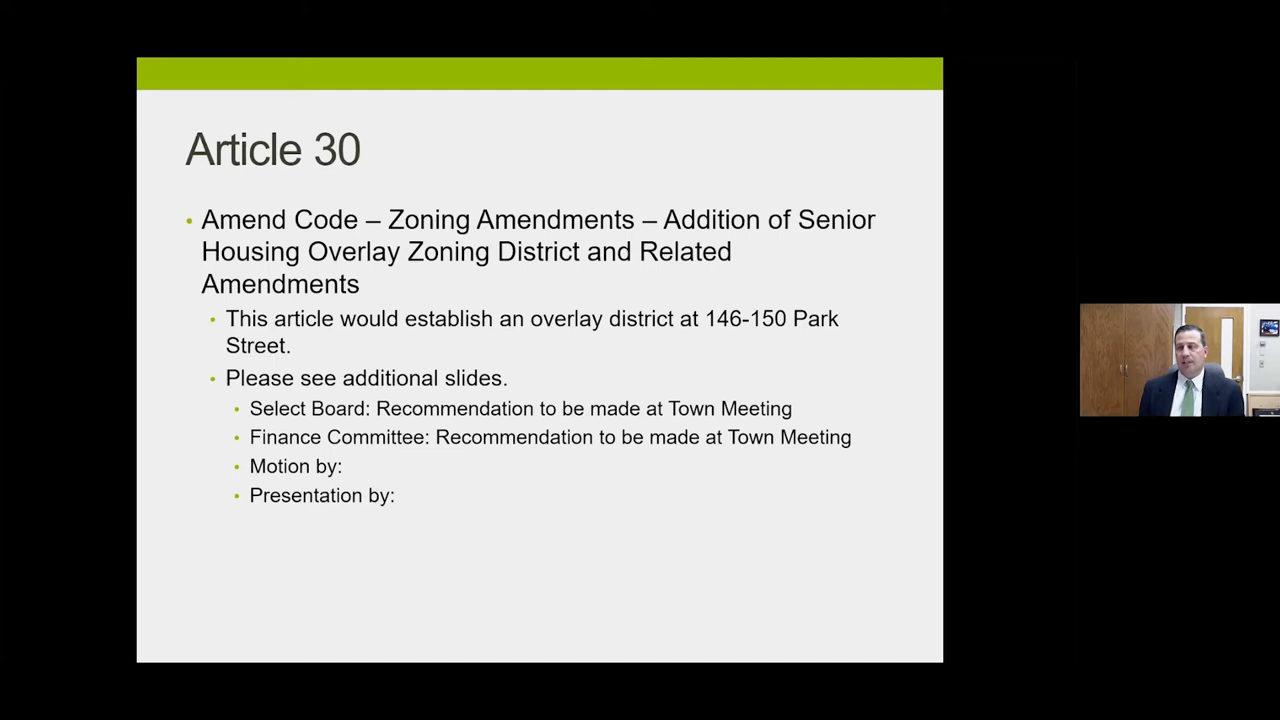 Article 30
• Amend Code – Zoning Amendments – Addition of Senior
Housing Overlay Zoning District and Related
Amendments
• This article would establish an overlay district at 146-150 Park
Street.
• Please see additional slides.
• Select Board: Recommendation to be made at Town Meeting
• Finance Committee: Recommendation to be made at Town Meeting
• Motion by:
• Presentation by: